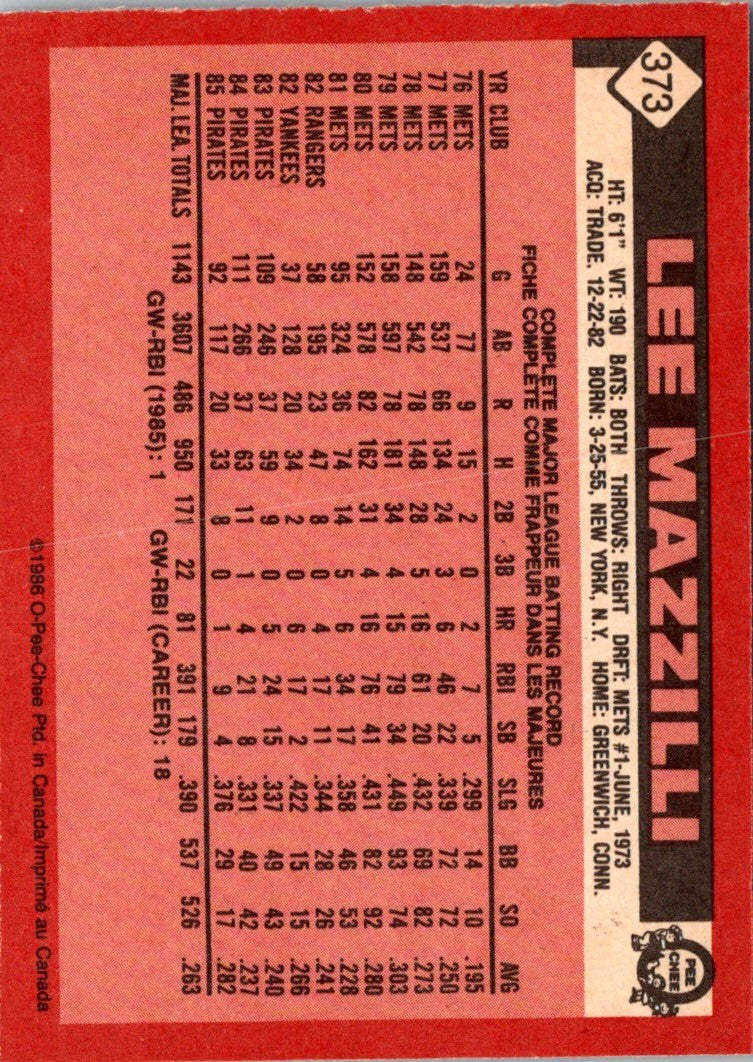 373
LEE MAZZILLI
PEE
CHEE
HT: 6'1" WT: 190 BATS: BOTH THROWS: RIGHT DRFT: METS #1-JUNE, 1973
ACQ: TRADE, 12-22-82 BORN: 3-25-55, NEW YORK, N.Y. HOME: GREENWICH, CONN.
COMPLETE MAJOR LEAGUE BATTING RECORD
FICHE COMPLÈTE COMME FRAPPEUR DANS LES MAJEURES
YR CLUB G AB R H 2B 3B HR RBI SB SLG BB SO AVG
76 METS 24 77 9 15 2 0 2 7 5 .299 14 10 .195
77 METS 159 537 66 134 24 3 6 46 22 .339 72 72 .250
78 METS 148 542 78 148 28 5 16 61 20 .432 69 82 .273
79 METS 158 597 78 181 34 4 15 79 34 .449 93 74 .303
80 METS 152 578 82 162 31 4 16 76 41 .431 82 92 .280
81 METS 95 324 36 74 14 5 6 34 17 .358 46 53 .228
82 RANGERS 58 195 23 47 8 0 4 17 11 .344 28 26 .241
82 YANKEES 37 128 20 34 2 0 6 17 2 .422 15 15 .266
83 PIRATES 109 246 37 59 9 0 5 24 15 .337 49 43 .240
84 PIRATES 111 266 37 63 11 1 4 21 8 .331 40 42 .237
85 PIRATES 92 117 20 33 8 0 1 9 4 .376 29 17 .282
MAJ. LEA. TOTALS 1143 3607 486 950 171 22 81 391 179 .390 537 526 .263
GW-RBI (1985): 1 GW-RBI (CAREER): 18
©1986 O-Pee-Chee Ptd. in Canada/Imprimé au Canada